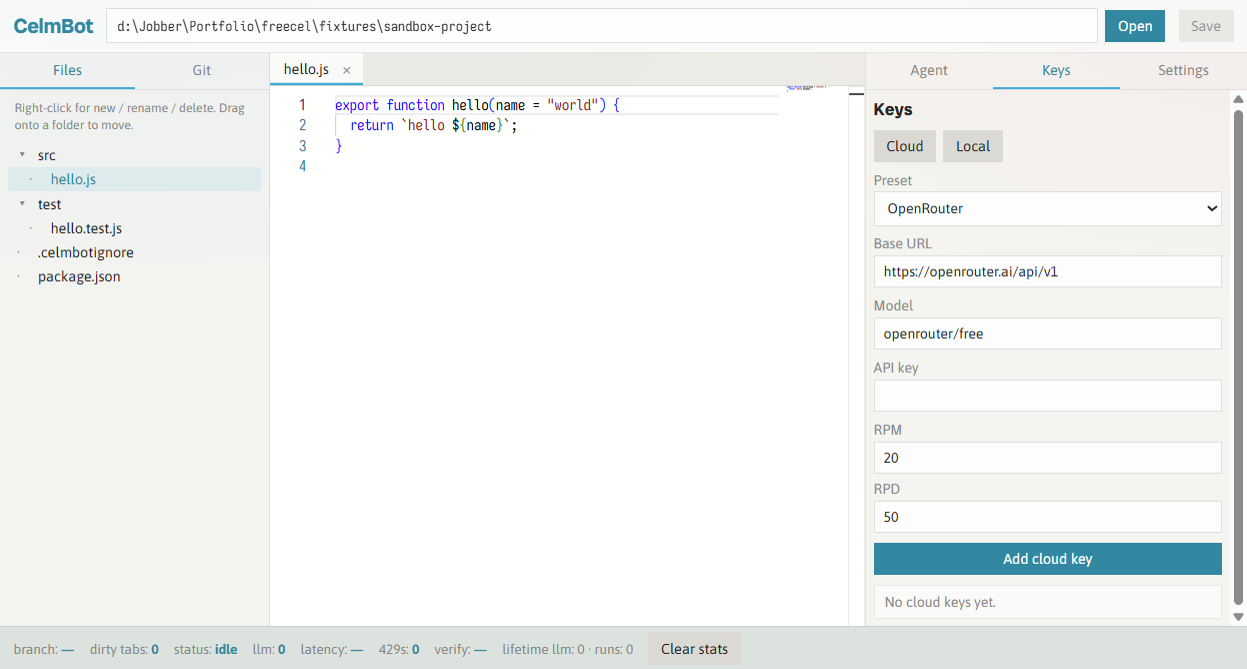 CelmBot
d:\Jobber\Portfolio\freecel\fixtures\sandbox-project
Open
Save
Files
Git
Right-click for new / rename / delete. Drag
onto a folder to move.
src
hello.js
test
hello.test.js
.celmbotignore
package.json
hello.js ×
1 export function hello(name = "world") {
2 return `hello ${name}`;
3 }
4
Agent
Keys
Settings
Keys
Cloud
Local
Preset
OpenRouter
Base URL
https://openrouter.ai/api/v1
Model
openrouter/free
API key
RPM
20
RPD
50
Add cloud key
No cloud keys yet.
branch: — dirty tabs: 0 status: idle llm: 0 latency: — 429s: 0 verify: — lifetime llm: 0 · runs: 0 Clear stats